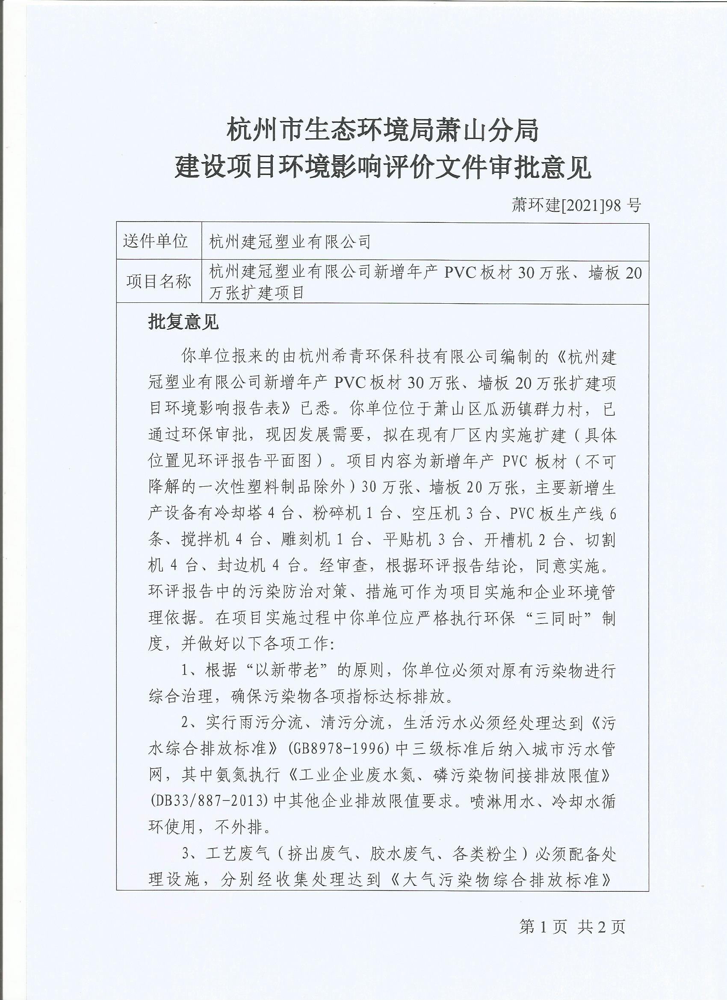 杭州市生态环境局萧山分局
建设项目环境影响评价文件审批意见
萧环建[2021]98 号
送件单位
杭州建冠塑业有限公司
项目名称
杭州建冠塑业有限公司新增年产 PVC 板材 30 万张、墙板 20
万张扩建项目
批复意见
你单位报来的由杭州希青环保科技有限公司编制的《杭州建
冠塑业有限公司新增年产 PVC 板材 30 万张、墙板 20 万张扩建项
目环境影响报告表》已悉。你单位位于萧山区瓜沥镇群力村，已
通过环保审批，现因发展需要，拟在现有厂区内实施扩建（具体
位置见环评报告平面图）。项目内容为新增年产 PVC 板材（不可
降解的一次性塑料制品除外）30 万张、墙板 20 万张，主要新增生
产设备有冷却塔 4 台、粉碎机 1 台、空压机 3 台、PVC 板生产线 6
条、搅拌机 4 台、雕刻机 1 台、平贴机 3 台、开槽机 2 台、切割
机 4 台、封边机 4 台。经审查，根据环评报告结论，同意实施。
环评报告中的污染防治对策、措施可作为项目实施和企业环境管
理依据。在项目实施过程中你单位应严格执行环保“三同时”制
度，并做好以下各项工作:
1、根据“以新带老”的原则，你单位必须对原有污染物进行
综合治理，确保污染物各项指标达标排放。
2、实行雨污分流、清污分流，生活污水必须经处理达到《污
水综合排放标准》(GB8978-1996)中三级标准后纳入城市污水管
网，其中氨氮执行《工业企业废水氮、磷污染物间接排放限值》
(DB33/887-2013)中其他企业排放限值要求。喷淋用水、冷却水循
环使用，不外排。
3、工艺废气（挤出废气、胶水废气、各类粉尘）必须配备处
理设施，分别经收集处理达到《大气污染物综合排放标准》
第 1 页 共 2 页